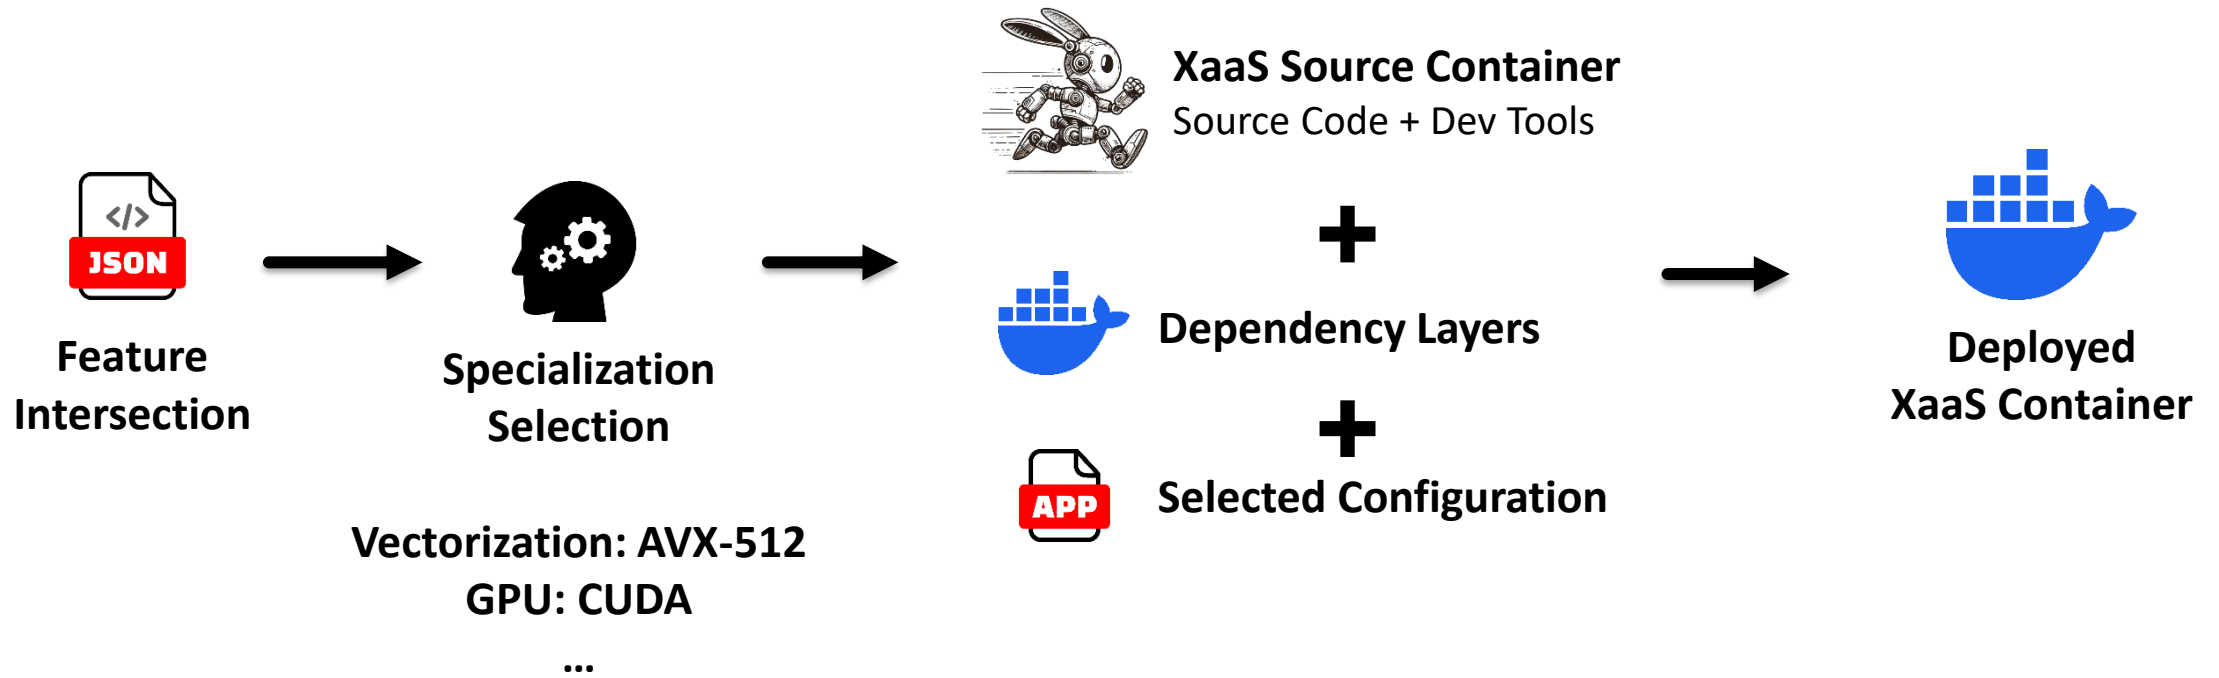 </>
JSON
Feature
Intersection
Specialization
Selection
Vectorization: AVX-512
GPU: CUDA
...
XaaS Source Container
Source Code + Dev Tools
+
Dependency Layers
+
APP
Selected Configuration
Deployed
XaaS Container